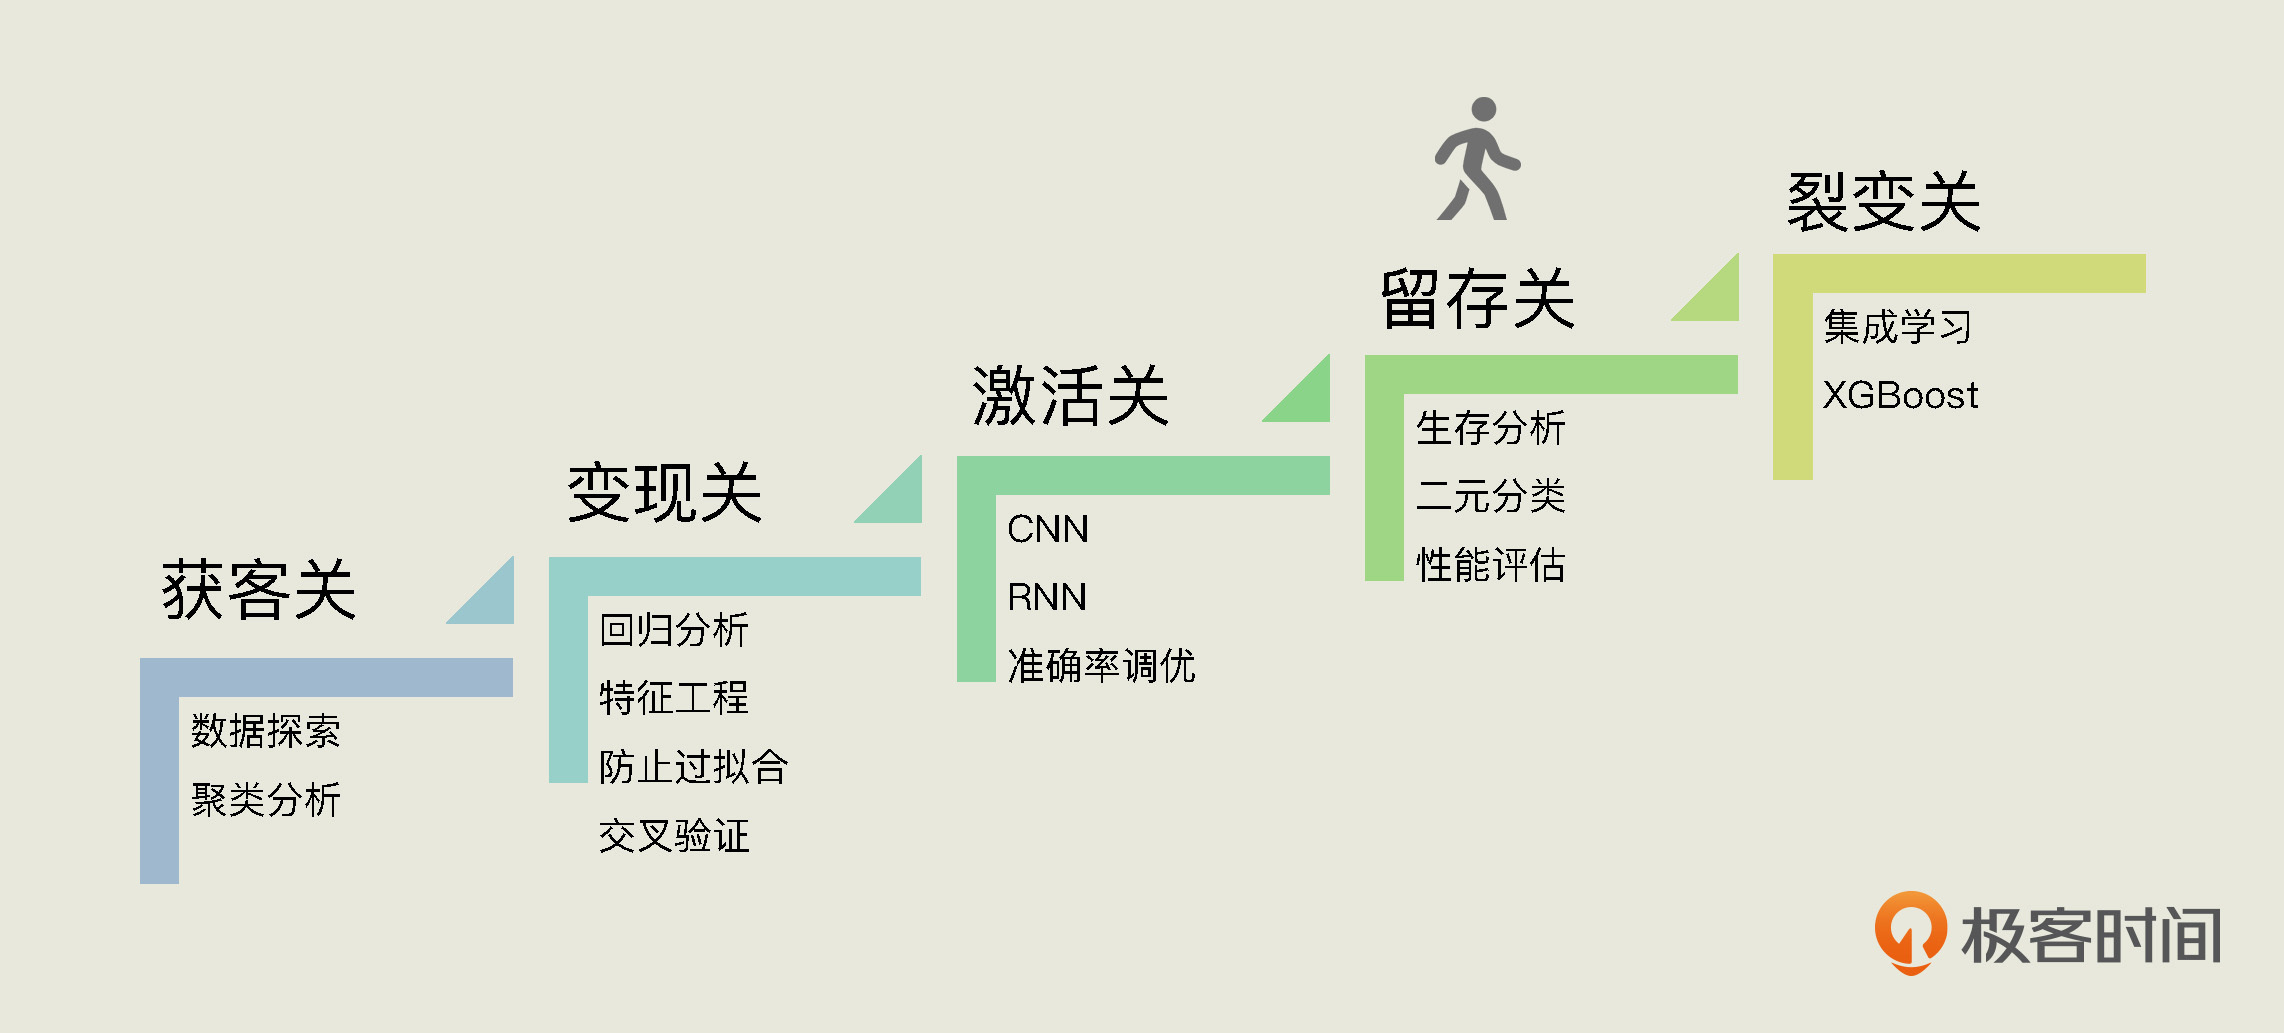 获客关
数据探索
聚类分析
变现关
回归分析
特征工程
防止过拟合
交叉验证
激活关
CNN
RNN
准确率调优
留存关
生存分析
二元分类
性能评估
裂变关
集成学习
XGBoost
极客时间